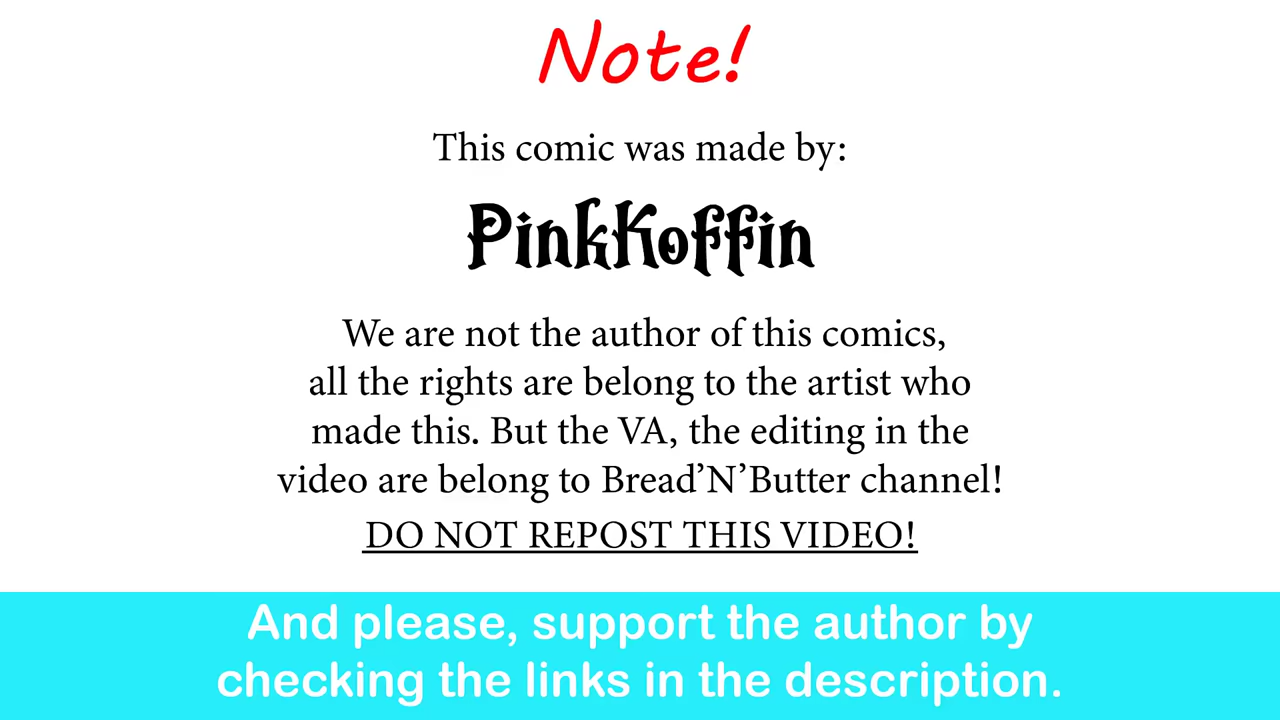 Note!
This comic was made by:
PinkKoffin
We are not the author of this comics,
all the rights are belong to the artist who
made this. But the VA, the editing in the
video are belong to Bread’N’Butter channel!
DO NOT REPOST THIS VIDEO!
And please, support the author by
checking the links in the description.